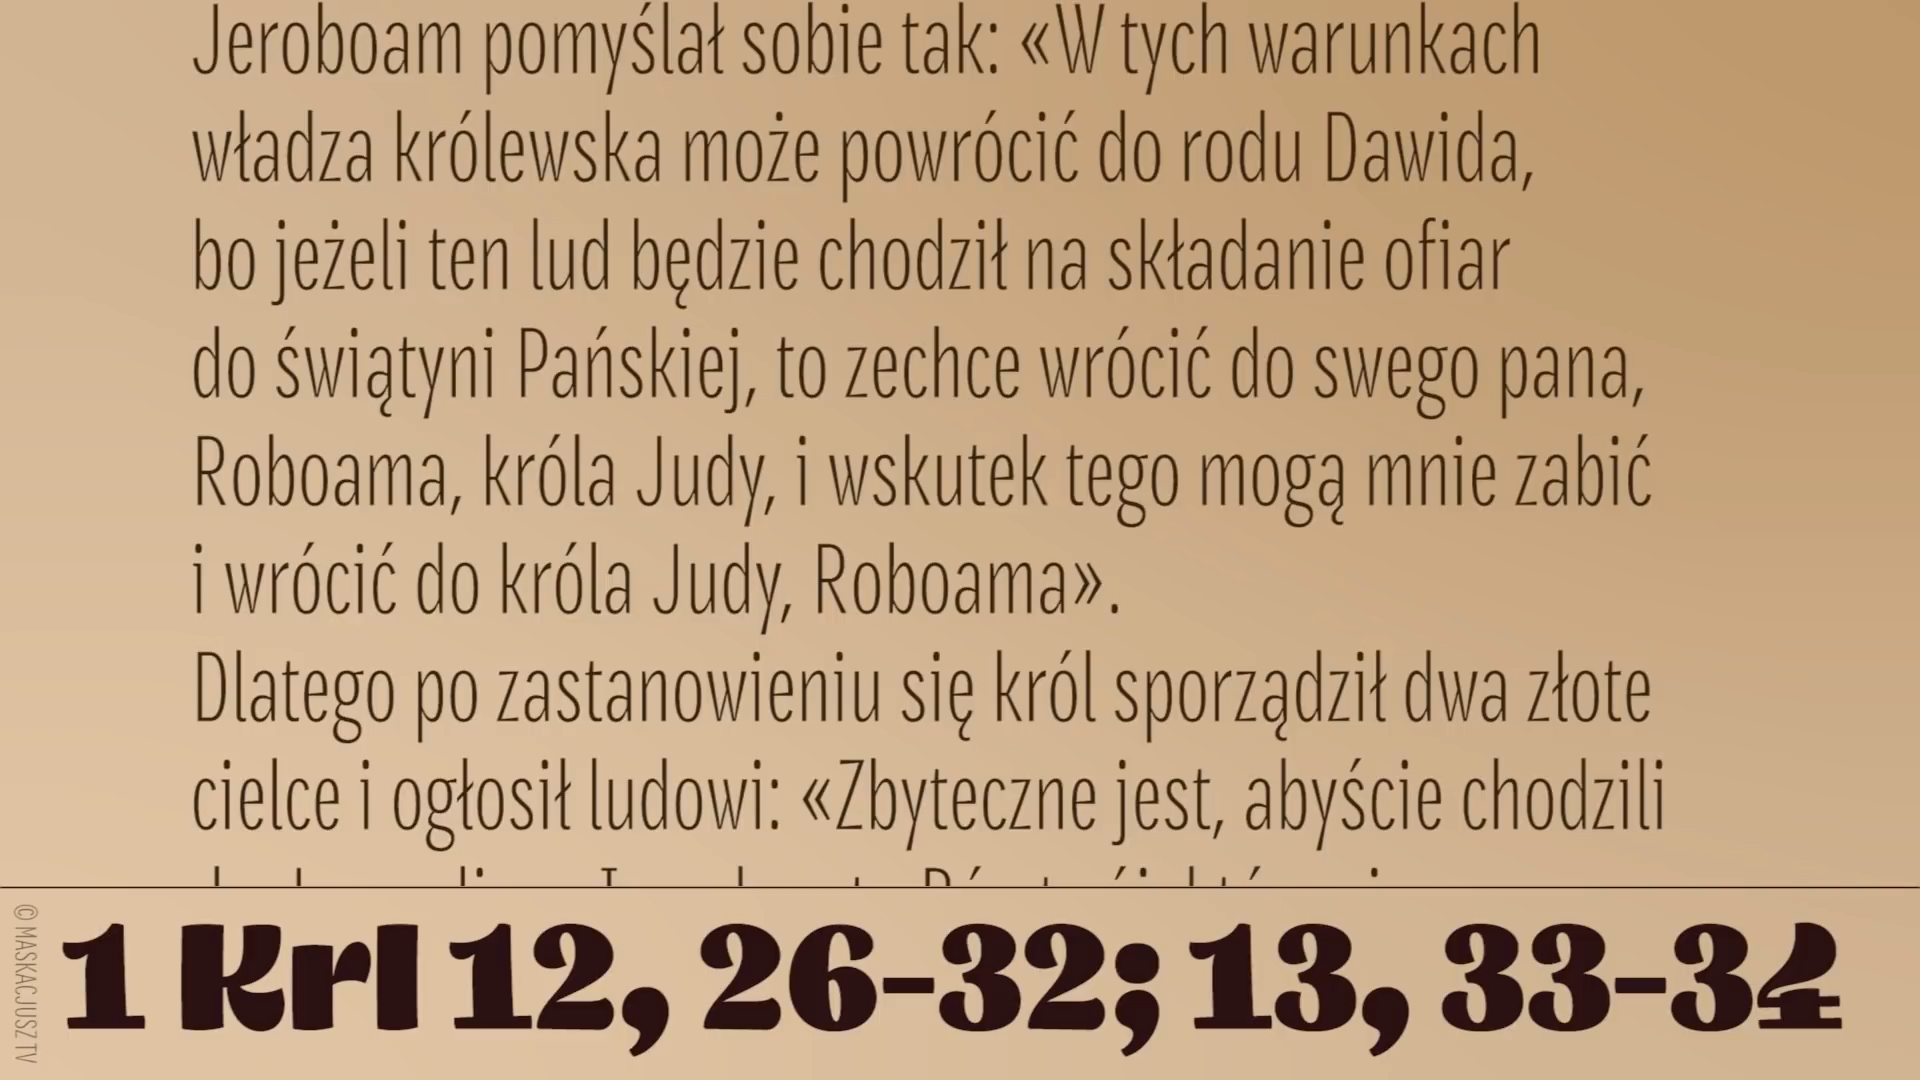 Jeroboam pomyślał sobie tak: «W tych warunkach
władza królewska może powrócić do rodu Dawida,
bo jeżeli ten lud będzie chodził na składanie ofiar
do świątyni Pańskiej, to zechce wrócić do swego pana,
Roboama, króla Judy, i wskutek tego mogą mnie zabić
i wrócić do króla Judy, Roboama».
Dlatego po zastanowieniu się król sporządził dwa złote
cielce i ogłosił ludowi: «Zbyteczne jest, abyście chodzili
1 Krl 12, 26-32; 13, 33-34
© MASKACJUSZ TV